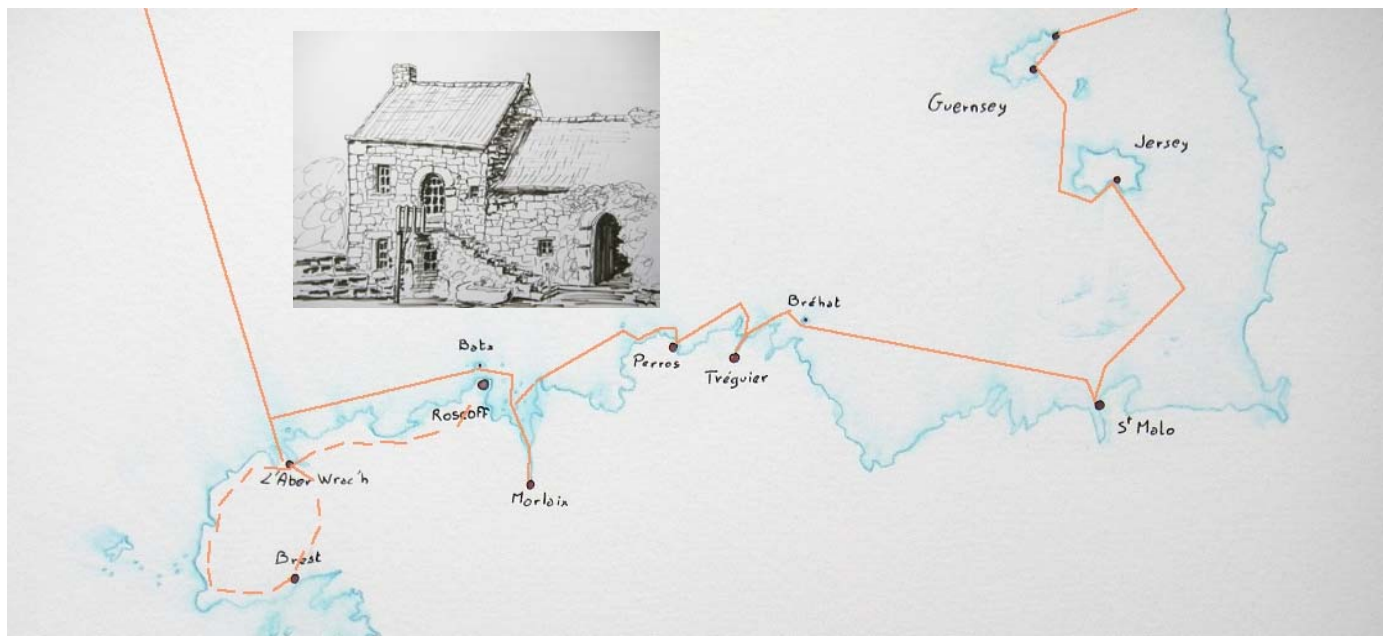 Guernsey
Jersey
Bréhat
Batz
Perros
Tréguier
Roscoff
St Malo
L'Aber Wrac'h
Morlaix
Brest